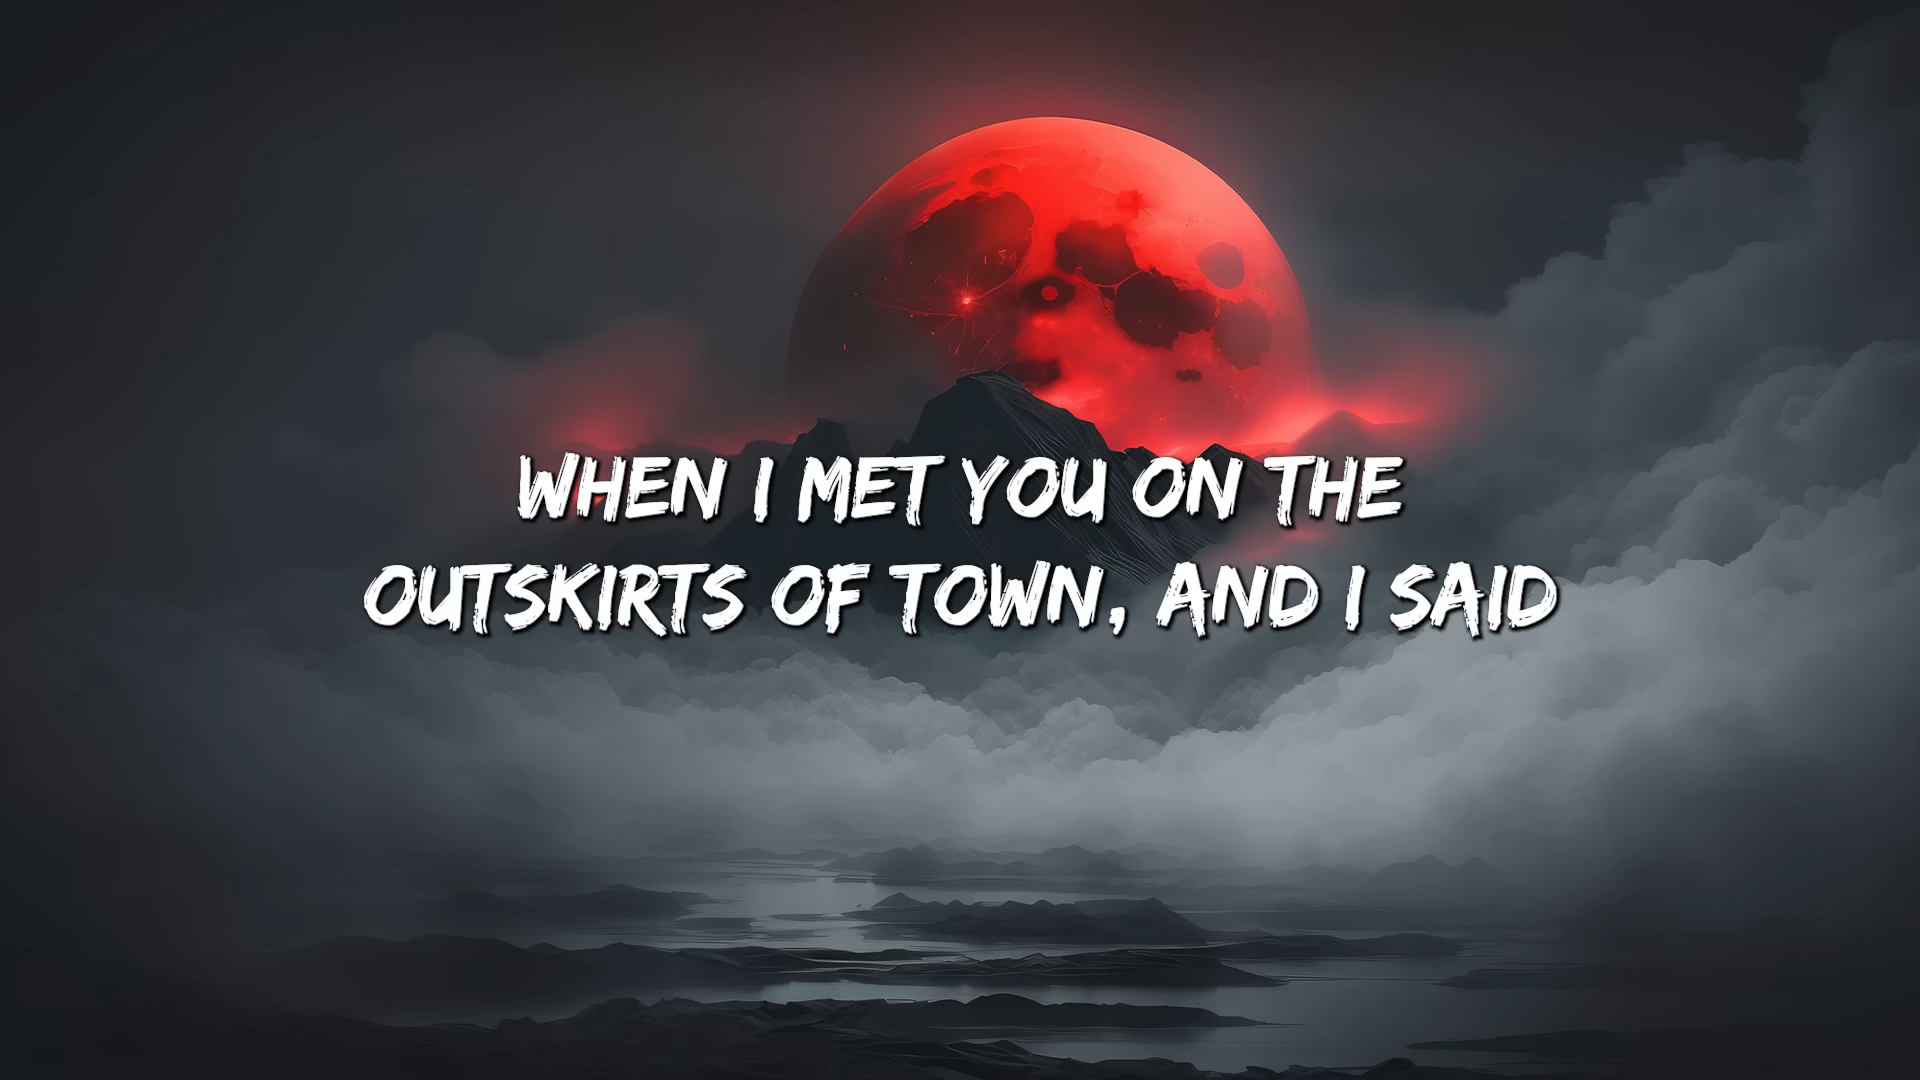 WHEN I MET YOU ON THE
OUTSKIRTS OF TOWN, AND I SAID